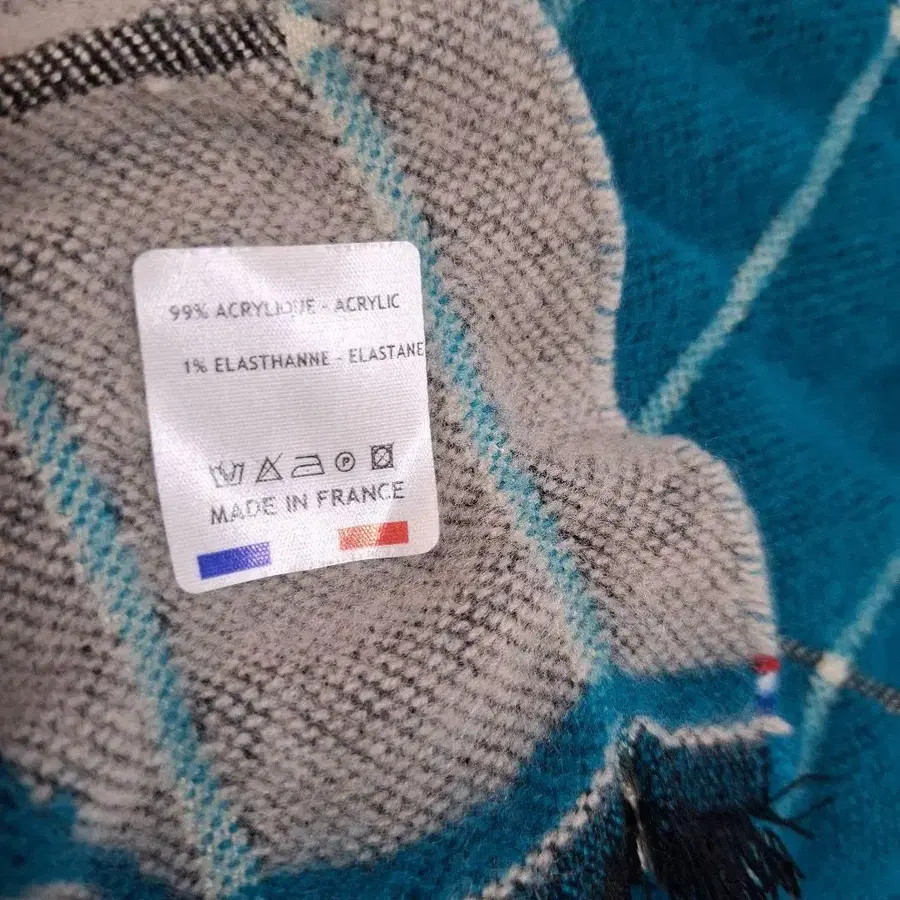 99% ACRYLIQUE - ACRYLIC
1% ELASTHANNE - ELASTANE
P
MADE IN FRANCE